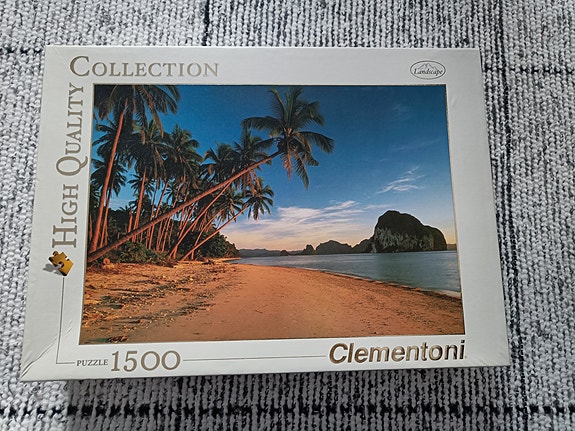 HIGH QUALITY COLLECTION
Landscape
PUZZLE 1500
Clementoni